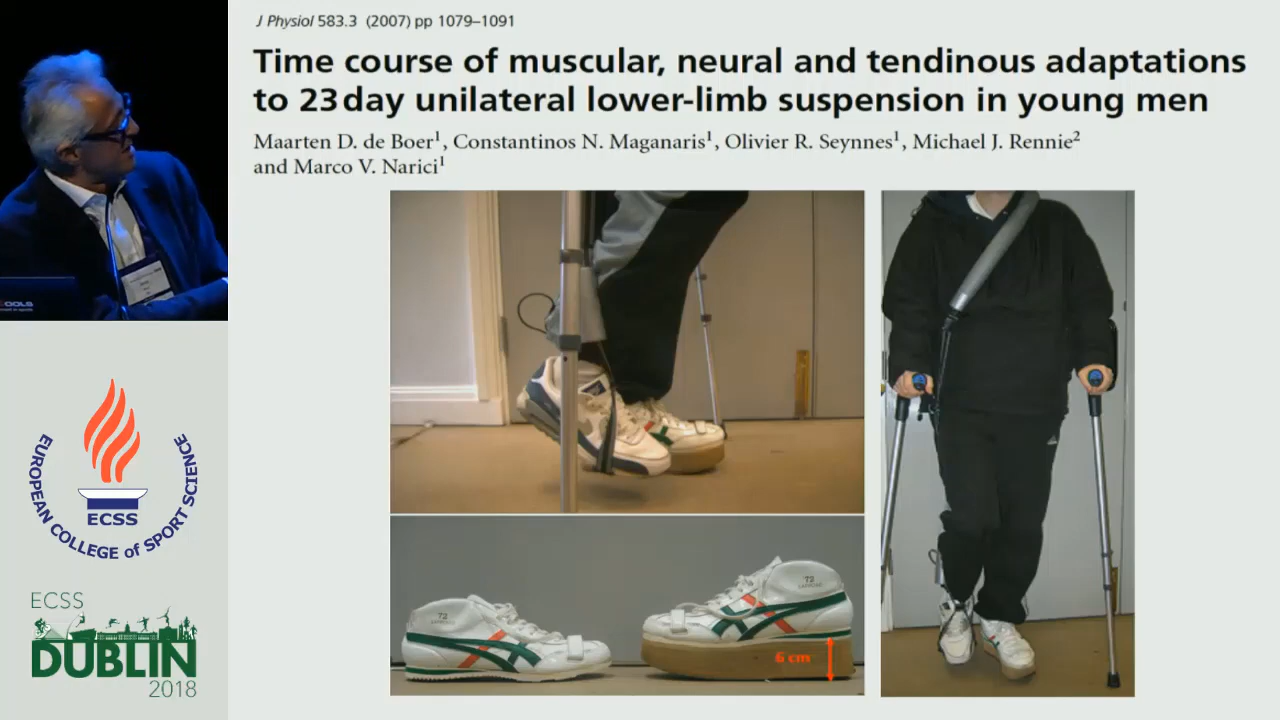 J Physiol 583.3 (2007) pp 1079–1091
Time course of muscular, neural and tendinous adaptations
to 23 day unilateral lower-limb suspension in young men
Maarten D. de Boer¹, Constantinos N. Maganaris¹, Olivier R. Seynnes¹, Michael J. Rennie²
and Marco V. Narici¹
EUROPEAN COLLEGE of SPORT SCIENCE
ECSS
ECSS
DUBLIN
2018
'72
'72
6 cm